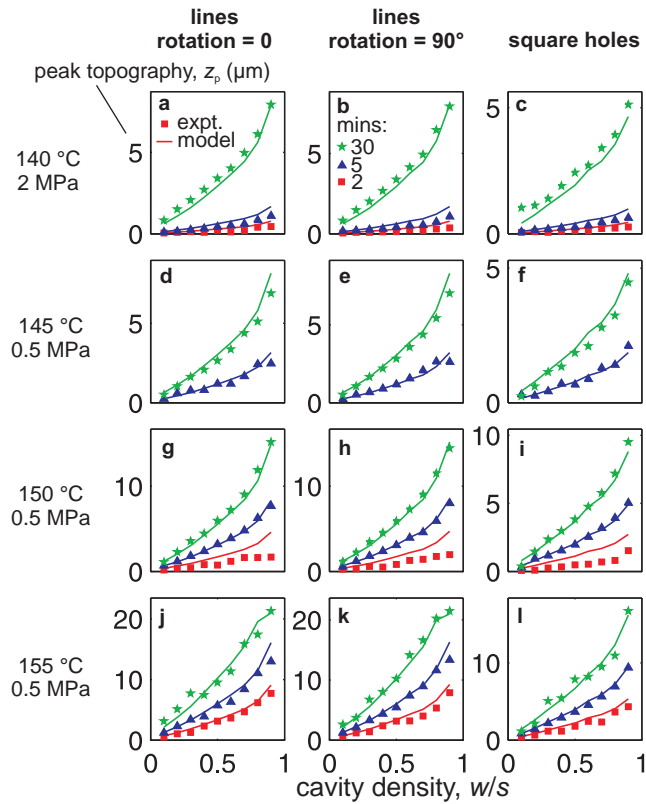 lines
rotation = 0
lines
rotation = 90°
square holes
peak topography, zp (µm)
140 °C
2 MPa
a
expt.
model
5
0
b
mins:
30
5
2
5
0
c
5
0
145 °C
0.5 MPa
d
5
0
e
5
0
f
5
0
150 °C
0.5 MPa
g
10
0
h
10
0
i
10
5
0
155 °C
0.5 MPa
j
20
10
0
k
20
10
0
l
10
0
0 0.5 1
0 0.5 1
0 0.5 1
cavity density, w/s